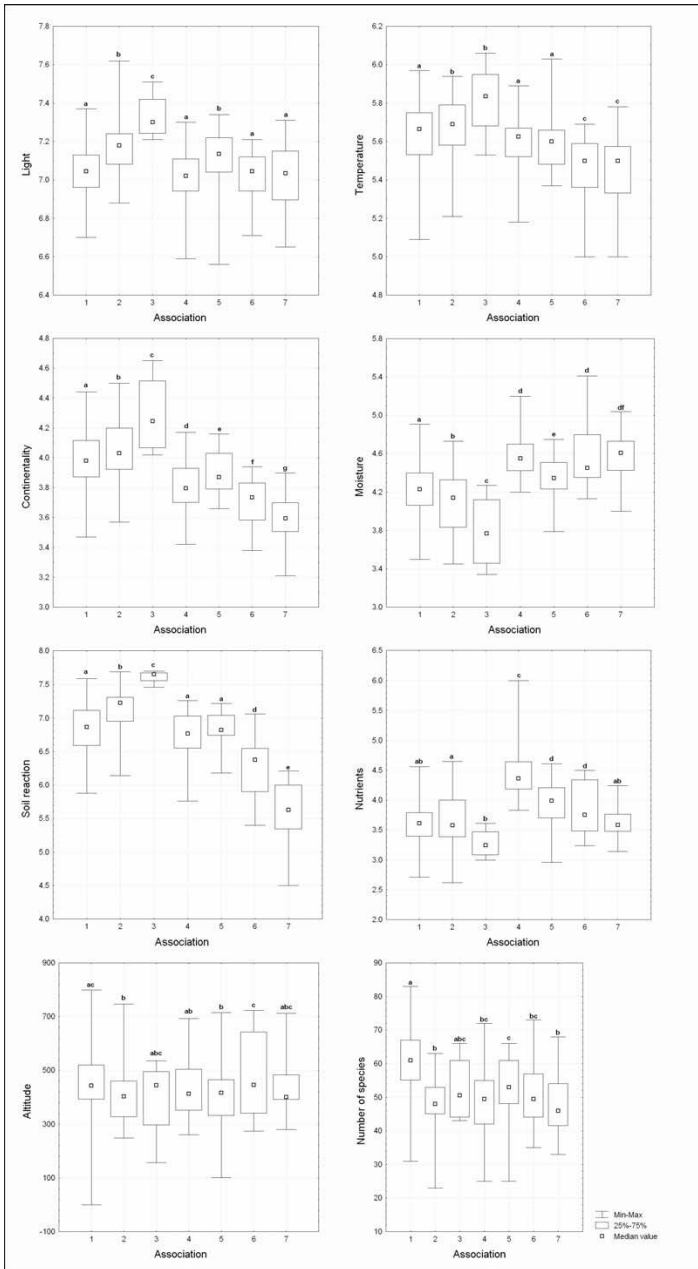 7.8
7.6
7.4
7.2
7.0
6.8
6.6
6.4
Light
a b c a b a a
1 2 3 4 5 6 7
Association
6.2
6.0
5.8
5.6
5.4
5.2
5.0
4.8
Temperature
a b b a a c c
1 2 3 4 5 6 7
Association
4.8
4.6
4.4
4.2
4.0
3.8
3.6
3.4
3.2
3.0
Continentality
a b c d e f g
1 2 3 4 5 6 7
Association
5.8
5.4
5.0
4.6
4.2
3.8
3.4
3.0
Moisture
a d c d e d df
1 2 3 4 5 6 7
Association
8.0
7.5
7.0
6.5
6.0
5.5
5.0
4.5
4.0
Soil reaction
a b c a a d e
1 2 3 4 5 6 7
Association
6.5
6.0
5.5
5.0
4.5
4.0
3.5
3.0
2.5
2.0
Nutrients
ab a b c d d ab
1 2 3 4 5 6 7
Association
900
700
500
300
100
-100
Altitude
ac b abc ab b c abc
1 2 3 4 5 6 7
Association
90
80
70
60
50
40
30
20
10
Number of species
a b abc bc c bc b
1 2 3 4 5 6 7
Association
Min-Max
25%-75%
Median value